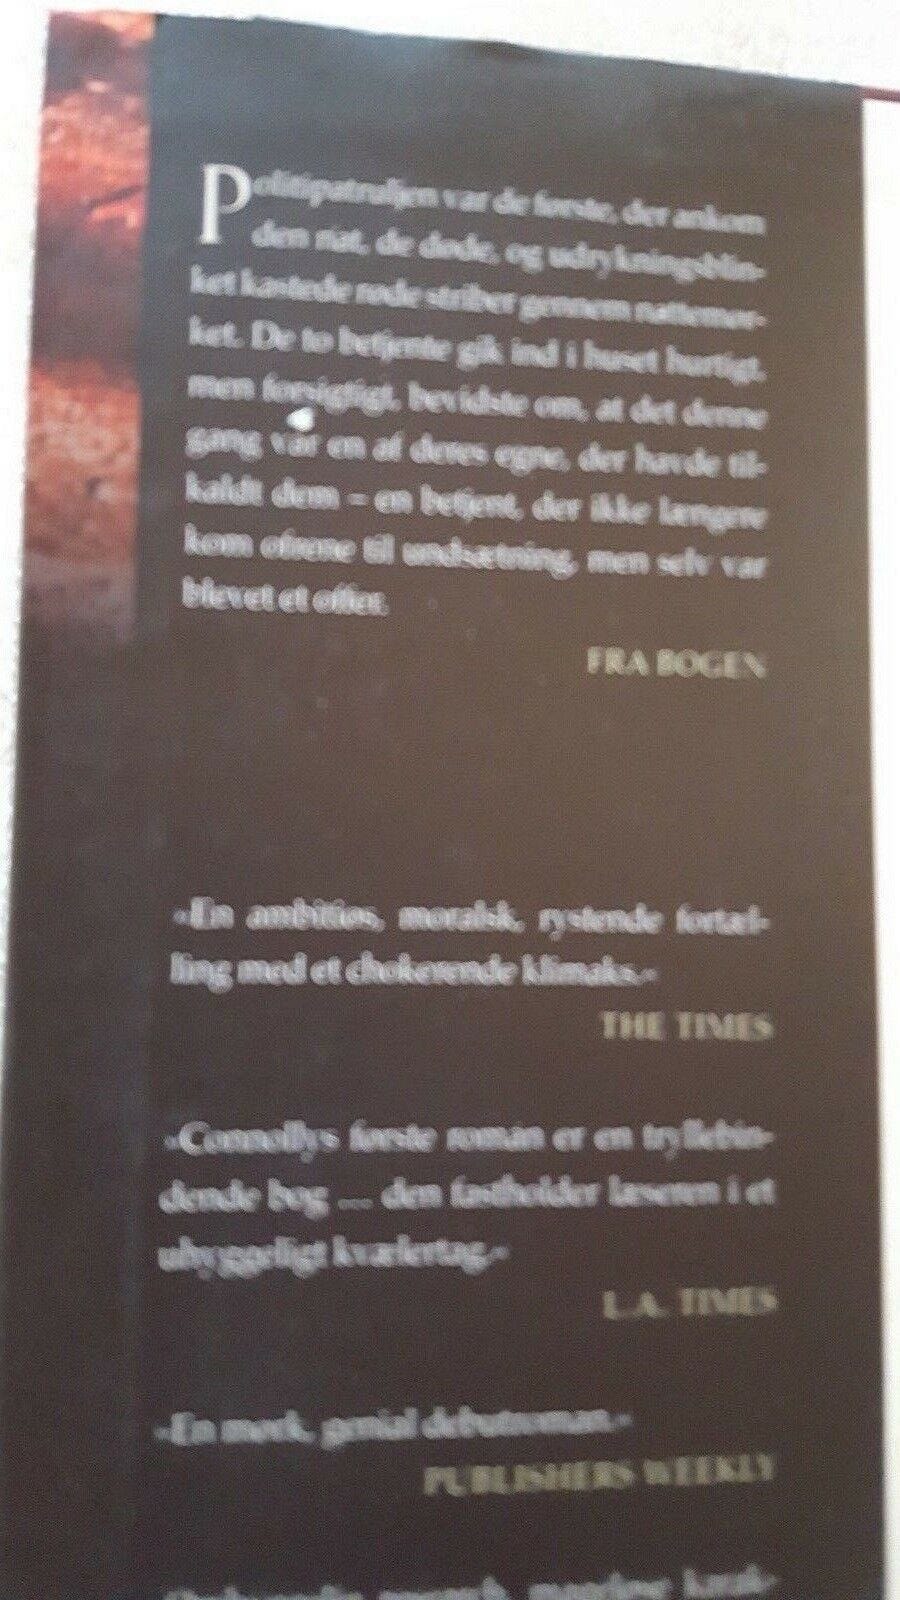 Politipatruljen var de første, der ankom
den nat, de døde, og udrykningsblin-
ket kastede røde striber gennem nattemør-
ket. De to betjente gik ind i huset hurtigt,
men forsigtigt, bevidste om, at det denne
gang var en af deres egne, der havde til-
kaldt dem – en betjent, der ikke længere
kom ofrene til undsætning, men selv var
blevet et offer.
FRA BOGEN
»En ambitiøs, moralsk, rystende fortæl-
ling med et chokerende klimaks.«
THE TIMES
»Connollys første roman er en tryllebin-
dende bog ... den fastholder læseren i et
uhyggeligt kvælertag.«
L.A. TIMES
»En mørk, genial debutroman.«
PUBLISHERS WEEKLY